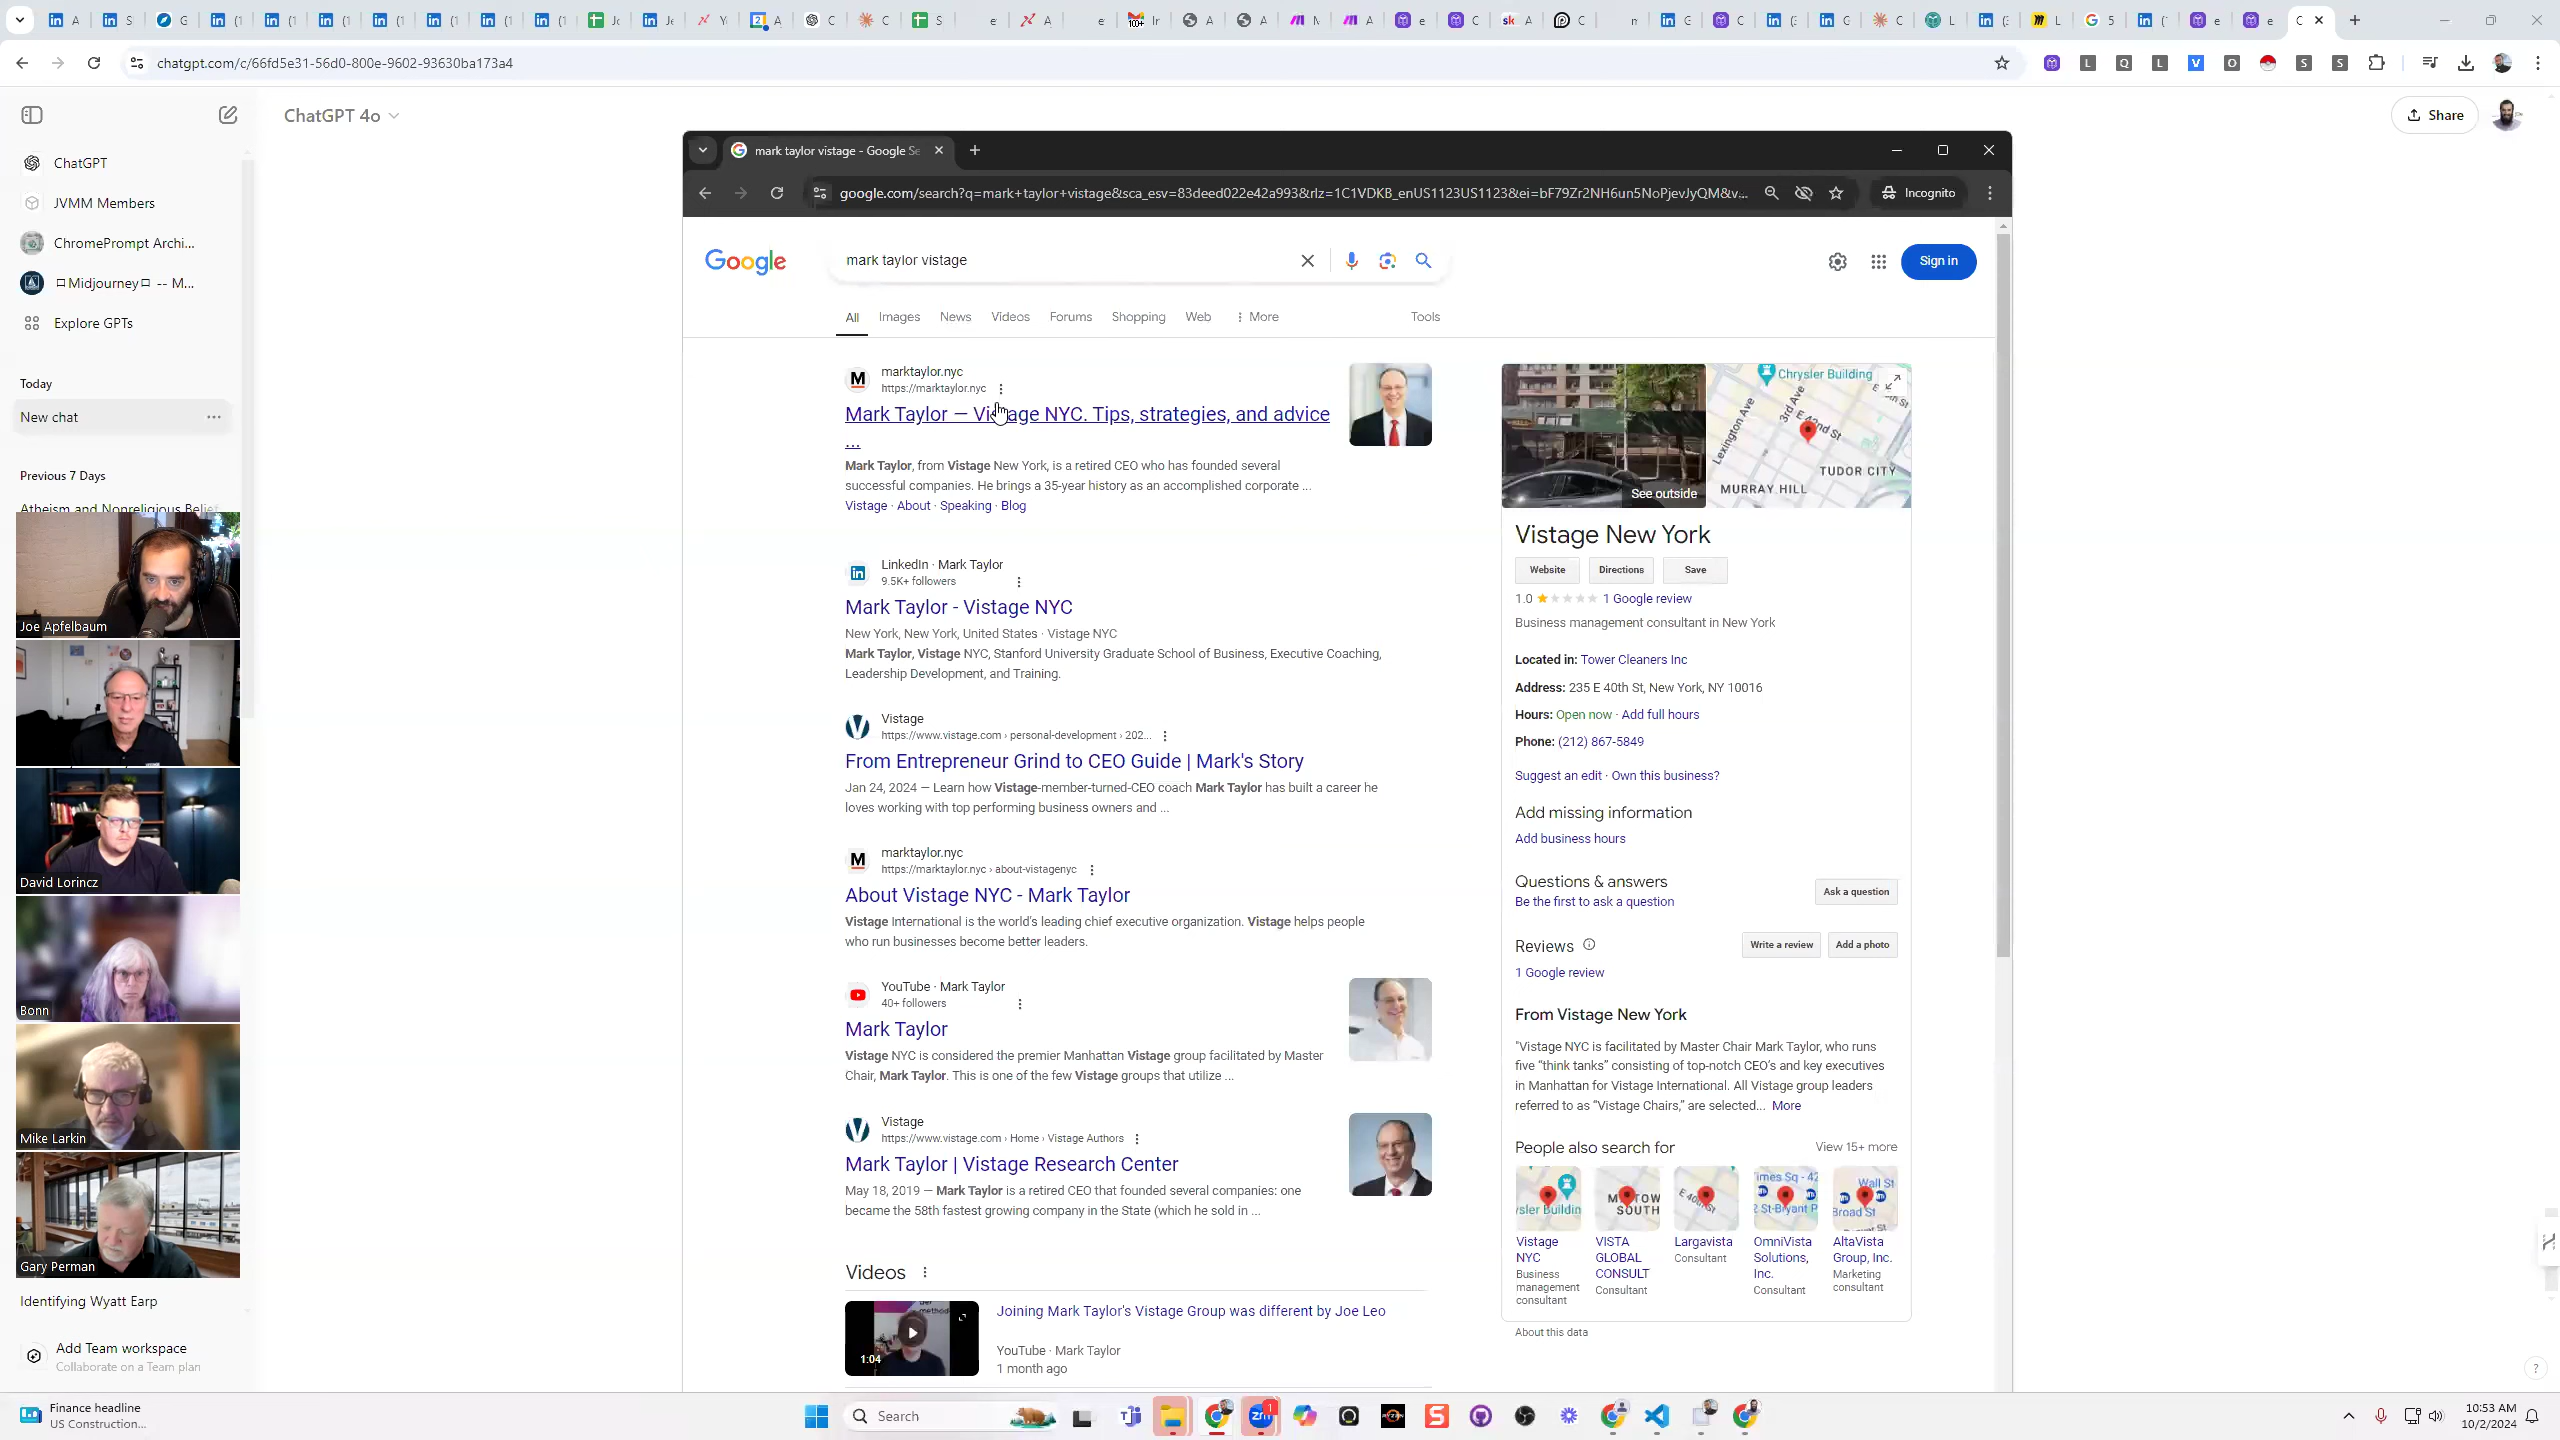 chatgpt.com/c/66fd5e31-56d0-800e-9602-93630ba173a4
ChatGPT 4o
Share
ChatGPT
JVMM Members
ChromePrompt Archi...
Midjourney -- M...
Explore GPTs
Today
New chat
Previous 7 Days
Atheism and Nonreligious Belief
Joe Apfelbaum
David Lorincz
Bonn
Mike Larkin
Gary Perman
Identifying Wyatt Earp
Add Team workspace
Collaborate on a Team plan
mark taylor vistage - Google Se
google.com/search?q=mark+taylor+vistage&sca_esv=83deed022e42a993&rlz=1C1VDKB_enUS1123US1123&ei=bF79Zr2NH6un5NoPjevJyQM&v...
Incognito
Google
mark taylor vistage
Sign in
All
Images
News
Videos
Forums
Shopping
Web
More
Tools
marktaylor.nyc
https://marktaylor.nyc
Mark Taylor — Vistage NYC. Tips, strategies, and advice
...
Mark Taylor, from Vistage New York, is a retired CEO who has founded several
successful companies. He brings a 35-year history as an accomplished corporate ...
Vistage · About · Speaking · Blog
LinkedIn · Mark Taylor
9.5K+ followers
Mark Taylor - Vistage NYC
New York, New York, United States · Vistage NYC
Mark Taylor, Vistage NYC, Stanford University Graduate School of Business, Executive Coaching,
Leadership Development, and Training.
Vistage
https://www.vistage.com › personal-development › 202...
From Entrepreneur Grind to CEO Guide | Mark's Story
Jan 24, 2024 — Learn how Vistage-member-turned-CEO coach Mark Taylor has built a career he
loves working with top performing business owners and ...
marktaylor.nyc
https://marktaylor.nyc › about-vistagenyc
About Vistage NYC - Mark Taylor
Vistage International is the world's leading chief executive organization. Vistage helps people
who run businesses become better leaders.
YouTube · Mark Taylor
40+ followers
Mark Taylor
Vistage NYC is considered the premier Manhattan Vistage group facilitated by Master
Chair, Mark Taylor. This is one of the few Vistage groups that utilize ...
Vistage
https://www.vistage.com › Home › Vistage Authors
Mark Taylor | Vistage Research Center
May 18, 2019 — Mark Taylor is a retired CEO that founded several companies: one
became the 58th fastest growing company in the State (which he sold in ...
Videos
1:04
Joining Mark Taylor's Vistage Group was different by Joe Leo
YouTube · Mark Taylor
1 month ago
See outside
Chrysler Building
Lexington Ave
3rd Ave
E 42nd St
TUDOR CITY
MURRAY HILL
Vistage New York
Website
Directions
Save
1.0 1 Google review
Business management consultant in New York
Located in: Tower Cleaners Inc
Address: 235 E 40th St, New York, NY 10016
Hours: Open now · Add full hours
Phone: (212) 867-5849
Suggest an edit · Own this business?
Add missing information
Add business hours
Questions & answers
Ask a question
Be the first to ask a question
Reviews
Write a review
Add a photo
1 Google review
From Vistage New York
"Vistage NYC is facilitated by Master Chair Mark Taylor, who runs
five “think tanks” consisting of top-notch CEO's and key executives
in Manhattan for Vistage International. All Vistage group leaders
referred to as “Vistage Chairs,” are selected... More
People also search for
View 15+ more
Vistage
NYC
Business
management
consultant
VISTA
GLOBAL
CONSULT
Consultant
Largavista
Consultant
OmniVista
Solutions,
Inc.
Consultant
AltaVista
Group, Inc.
Marketing
consultant
About this data
Finance headline
US Construction...
Search
10:53 AM
10/2/2024